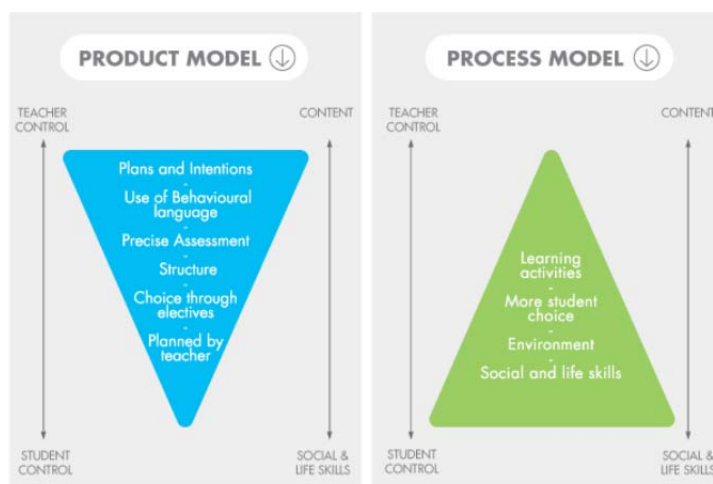 PRODUCT MODEL
TEACHER
CONTROL
CONTENT
Plans and Intentions
-
Use of Behavioural
language
-
Precise Assessment
-
Structure
-
Choice through
electives
-
Planned by
teacher
STUDENT
CONTROL
SOCIAL &
LIFE SKILLS
PROCESS MODEL
TEACHER
CONTROL
CONTENT
Learning
activities
-
More student
choice
-
Environment
-
Social and life skills
STUDENT
CONTROL
SOCIAL &
LIFE SKILLS